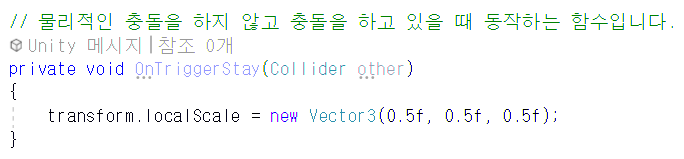 // 물리적인 충돌을 하지 않고 충돌을 하고 있을 때 동작하는 함수입니다.
Unity 메시지 | 참조 0개
private void OnTriggerStay(Collider other)
{
    transform.localScale = new Vector3(0.5f, 0.5f, 0.5f);
}